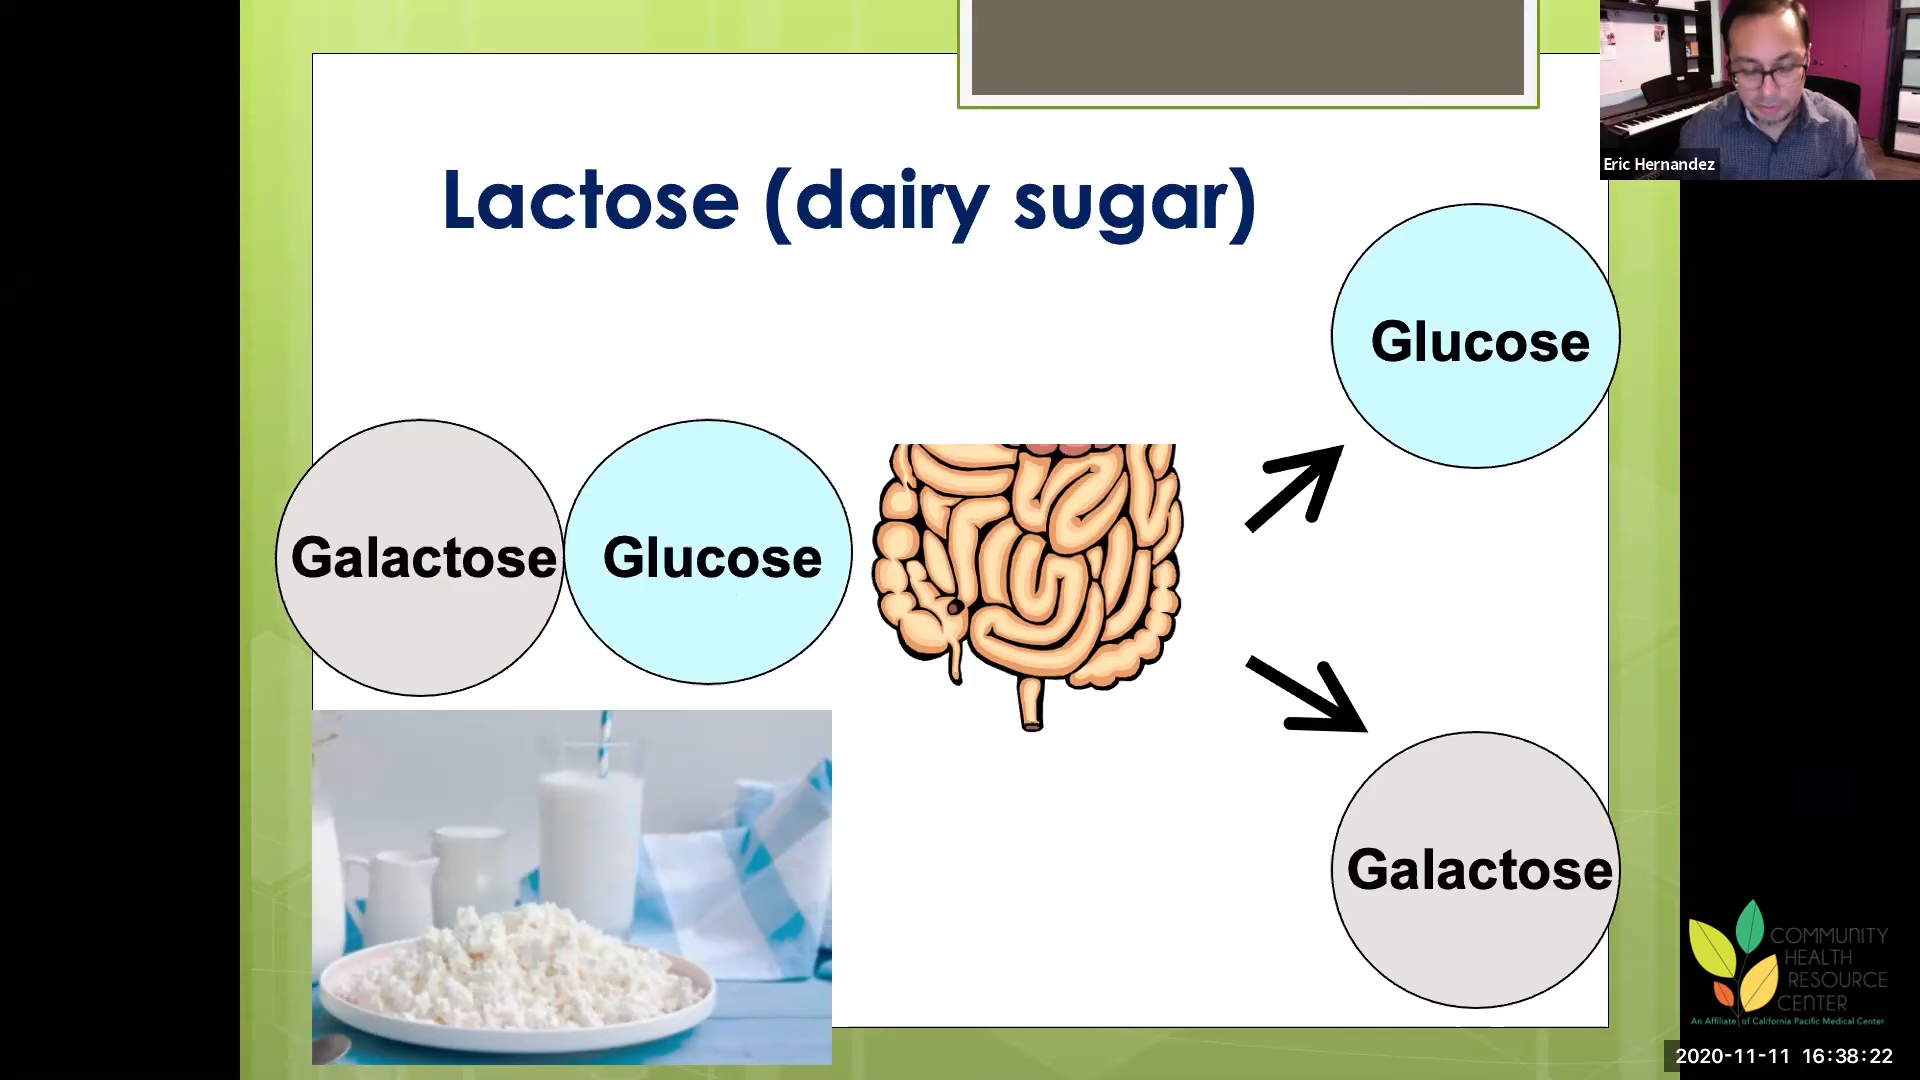 Lactose (dairy sugar)
Eric Hernandez
Glucose
Galactose
Glucose
Galactose
COMMUNITY
HEALTH
RESOURCE
CENTER
An Affiliate of California Pacific Medical Center
2020-11-11 16:38:22